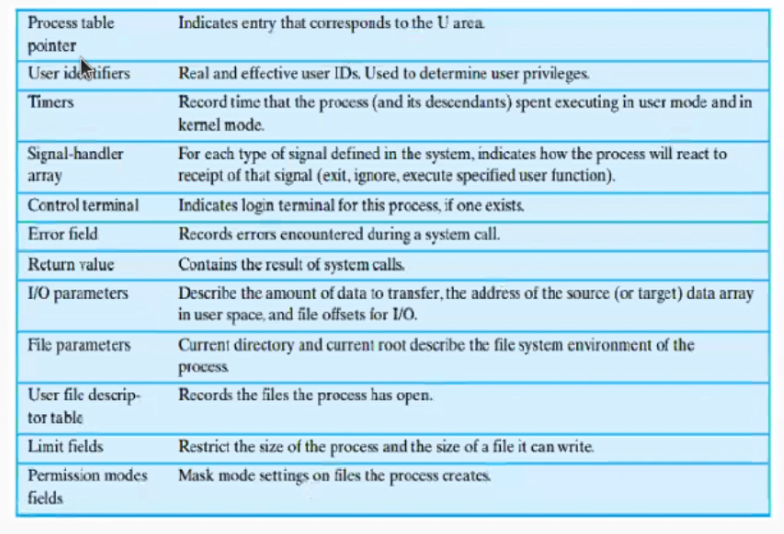 Process table Indicates entry that corresponds to the U area.
pointer
User identifiers Real and effective user IDs. Used to determine user privileges.
Timers Record time that the process (and its descendants) spent executing in user mode and in
kernel mode.
Signal-handler For each type of signal defined in the system, indicates how the process will react to
array receipt of that signal (exit, ignore, execute specified user function).
Control terminal Indicates login terminal for this process, if one exists.
Error field Records errors encountered during a system call.
Return value Contains the result of system calls.
I/O parameters Describe the amount of data to transfer, the address of the source (or target) data array
in user space, and file offsets for I/O.
File parameters Current directory and current root describe the file system environment of the
process.
User file descrip- Records the files the process has open.
tor table
Limit fields Restrict the size of the process and the size of a file it can write.
Permission modes Mask mode settings on files the process creates.
fields